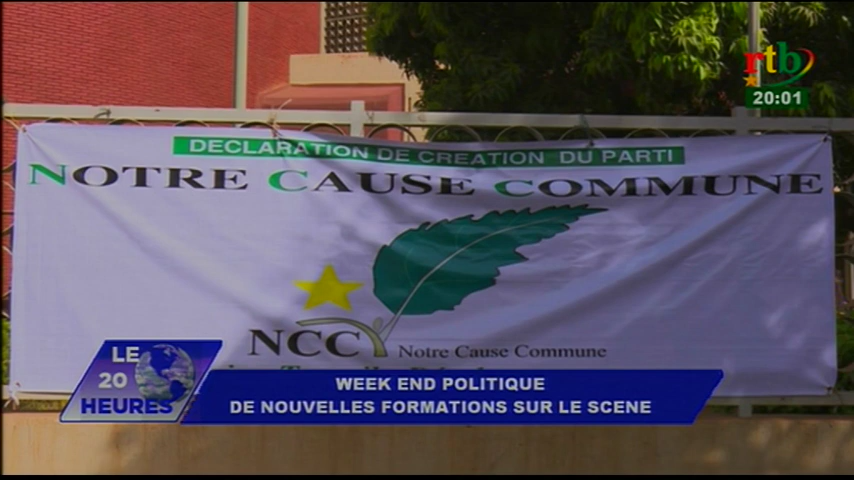 rtb
20:01
DECLARATION DE CREATION DU PARTI
NOTRE CAUSE COMMUNE
NCC Notre Cause Commune
LE
20
HEURES
WEEK END POLITIQUE
DE NOUVELLES FORMATIONS SUR LE SCENE